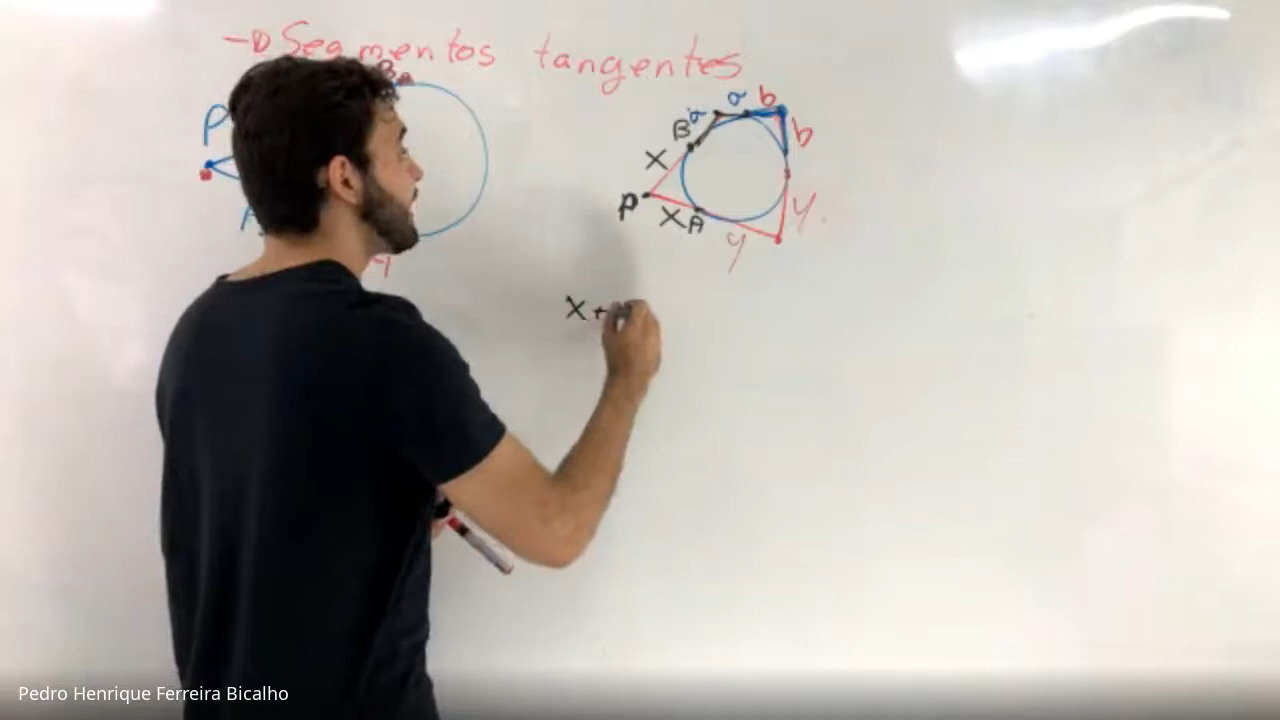 → Segmentos tangentes
P
B
B
a
a
b
b
X
P
X
A
y
y
X+
Pedro Henrique Ferreira Bicalho